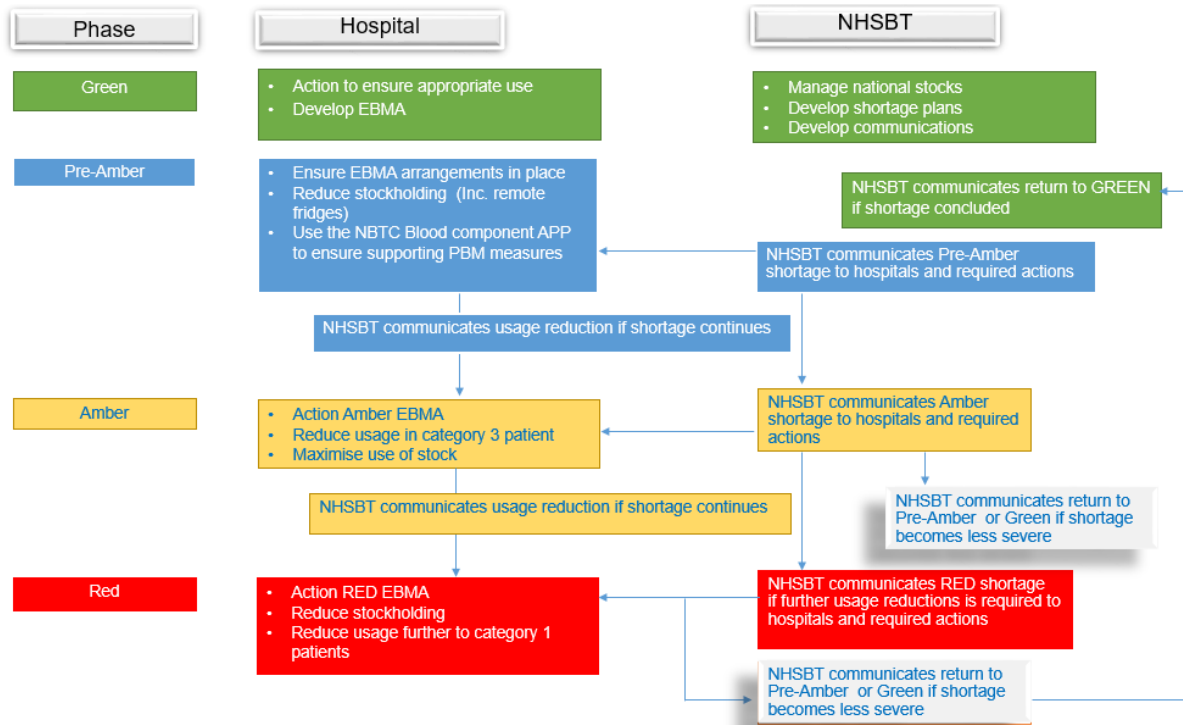 Phase
Hospital
NHSBT
Green
• Action to ensure appropriate use
• Develop EBMA
• Manage national stocks
• Develop shortage plans
• Develop communications
Pre-Amber
• Ensure EBMA arrangements in place
• Reduce stockholding (Inc. remote
fridges)
• Use the NBTC Blood component APP
to ensure supporting PBM measures
NHSBT communicates return to GREEN
if shortage concluded
NHSBT communicates Pre-Amber
shortage to hospitals and required actions
NHSBT communicates usage reduction if shortage continues
Amber
• Action Amber EBMA
• Reduce usage in category 3 patient
• Maximise use of stock
NHSBT communicates Amber
shortage to hospitals and required
actions
NHSBT communicates usage reduction if shortage continues
NHSBT communicates return to
Pre-Amber or Green if shortage
becomes less severe
Red
• Action RED EBMA
• Reduce stockholding
• Reduce usage further to category 1
patients
NHSBT communicates RED shortage
if further usage reductions is required to
hospitals and required actions
NHSBT communicates return to
Pre-Amber or Green if shortage
becomes less severe